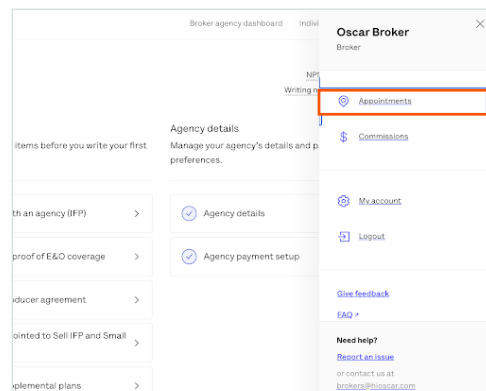 Broker agency dashboard
Oscar Broker
Broker
Writing
Appointments
Commissions
My account
Logout
Give feedback
FAQ ↗
Need help?
Report an issue
or contact us at
brokers@hioscar.com
items before you write your first
th an agency (IFP)
proof of E&O coverage
ducer agreement
ointed to Sell IFP and Small
plemental plans
Agency details
Manage your agency's details and
preferences.
Agency details
Agency payment setup